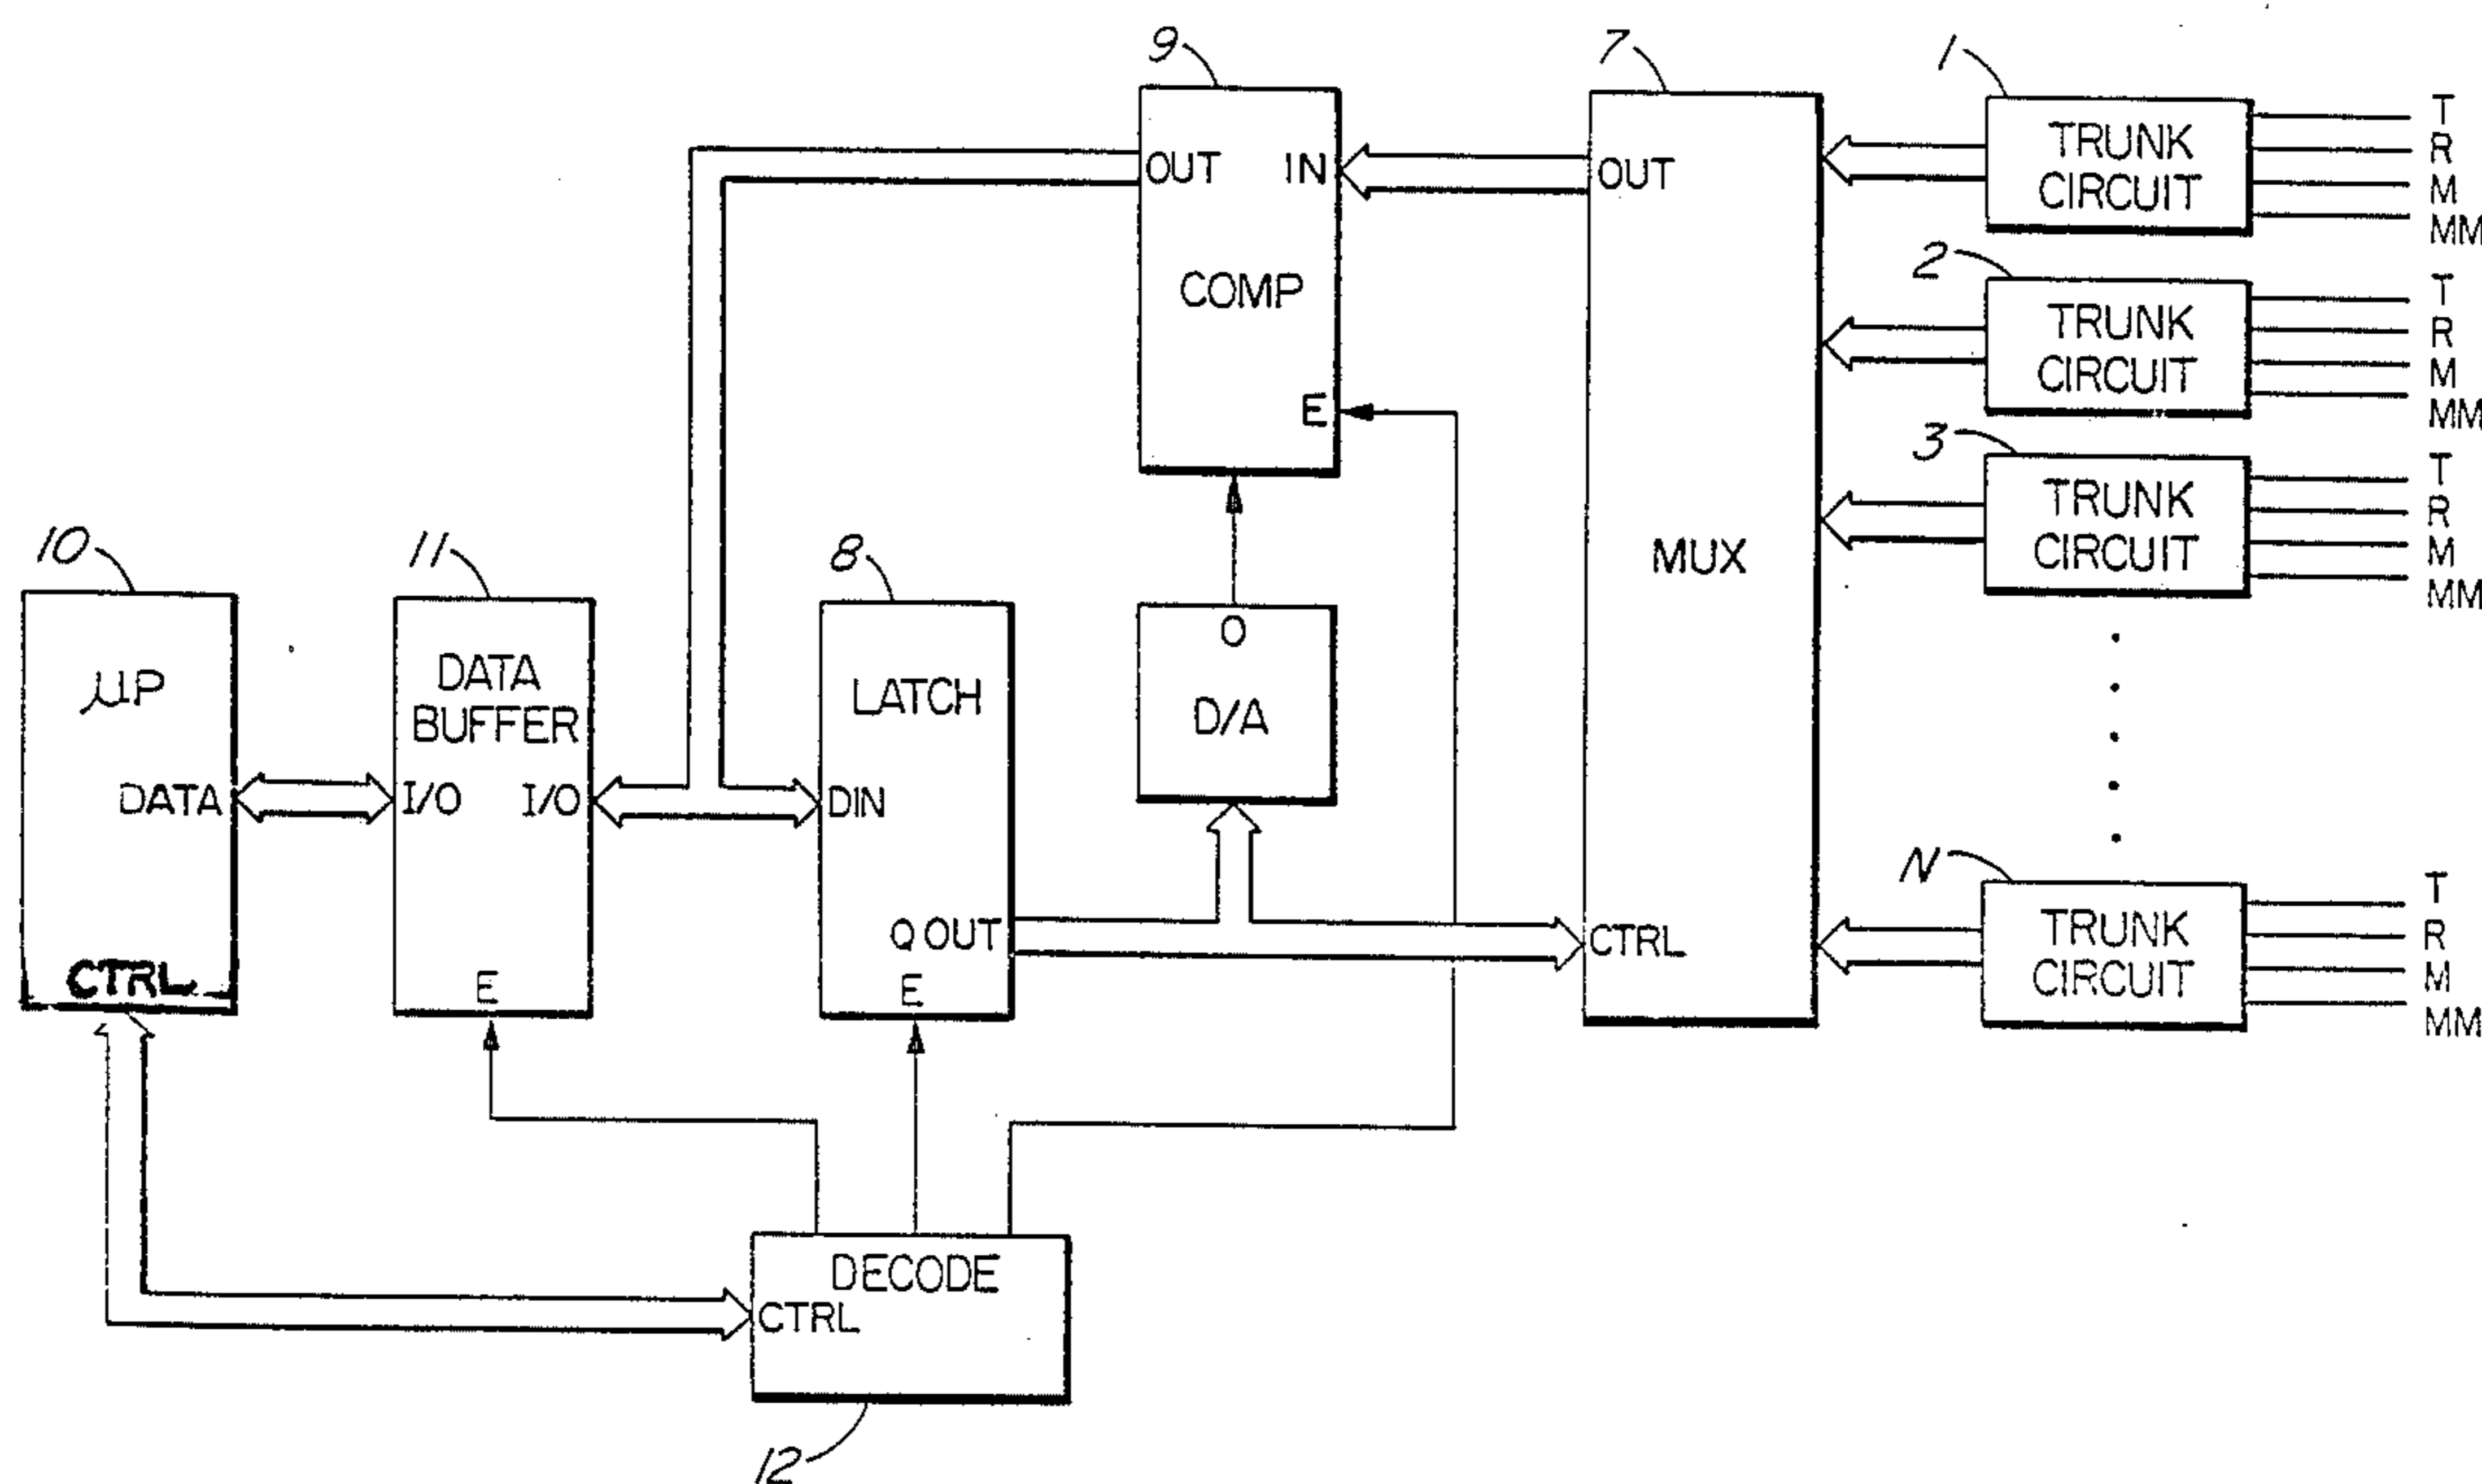 9
7
1
OUT
IN
COMP
E
OUT
MUX
CTRL
TRUNK
CIRCUIT
T
R
M
MM
2
TRUNK
CIRCUIT
T
R
M
MM
3
TRUNK
CIRCUIT
T
R
M
MM
N
TRUNK
CIRCUIT
T
R
M
MM
10
μP
DATA
CTRL
11
DATA
BUFFER
I/O
I/O
E
8
LATCH
DIN
Q OUT
E
O
D/A
DECODE
CTRL
12